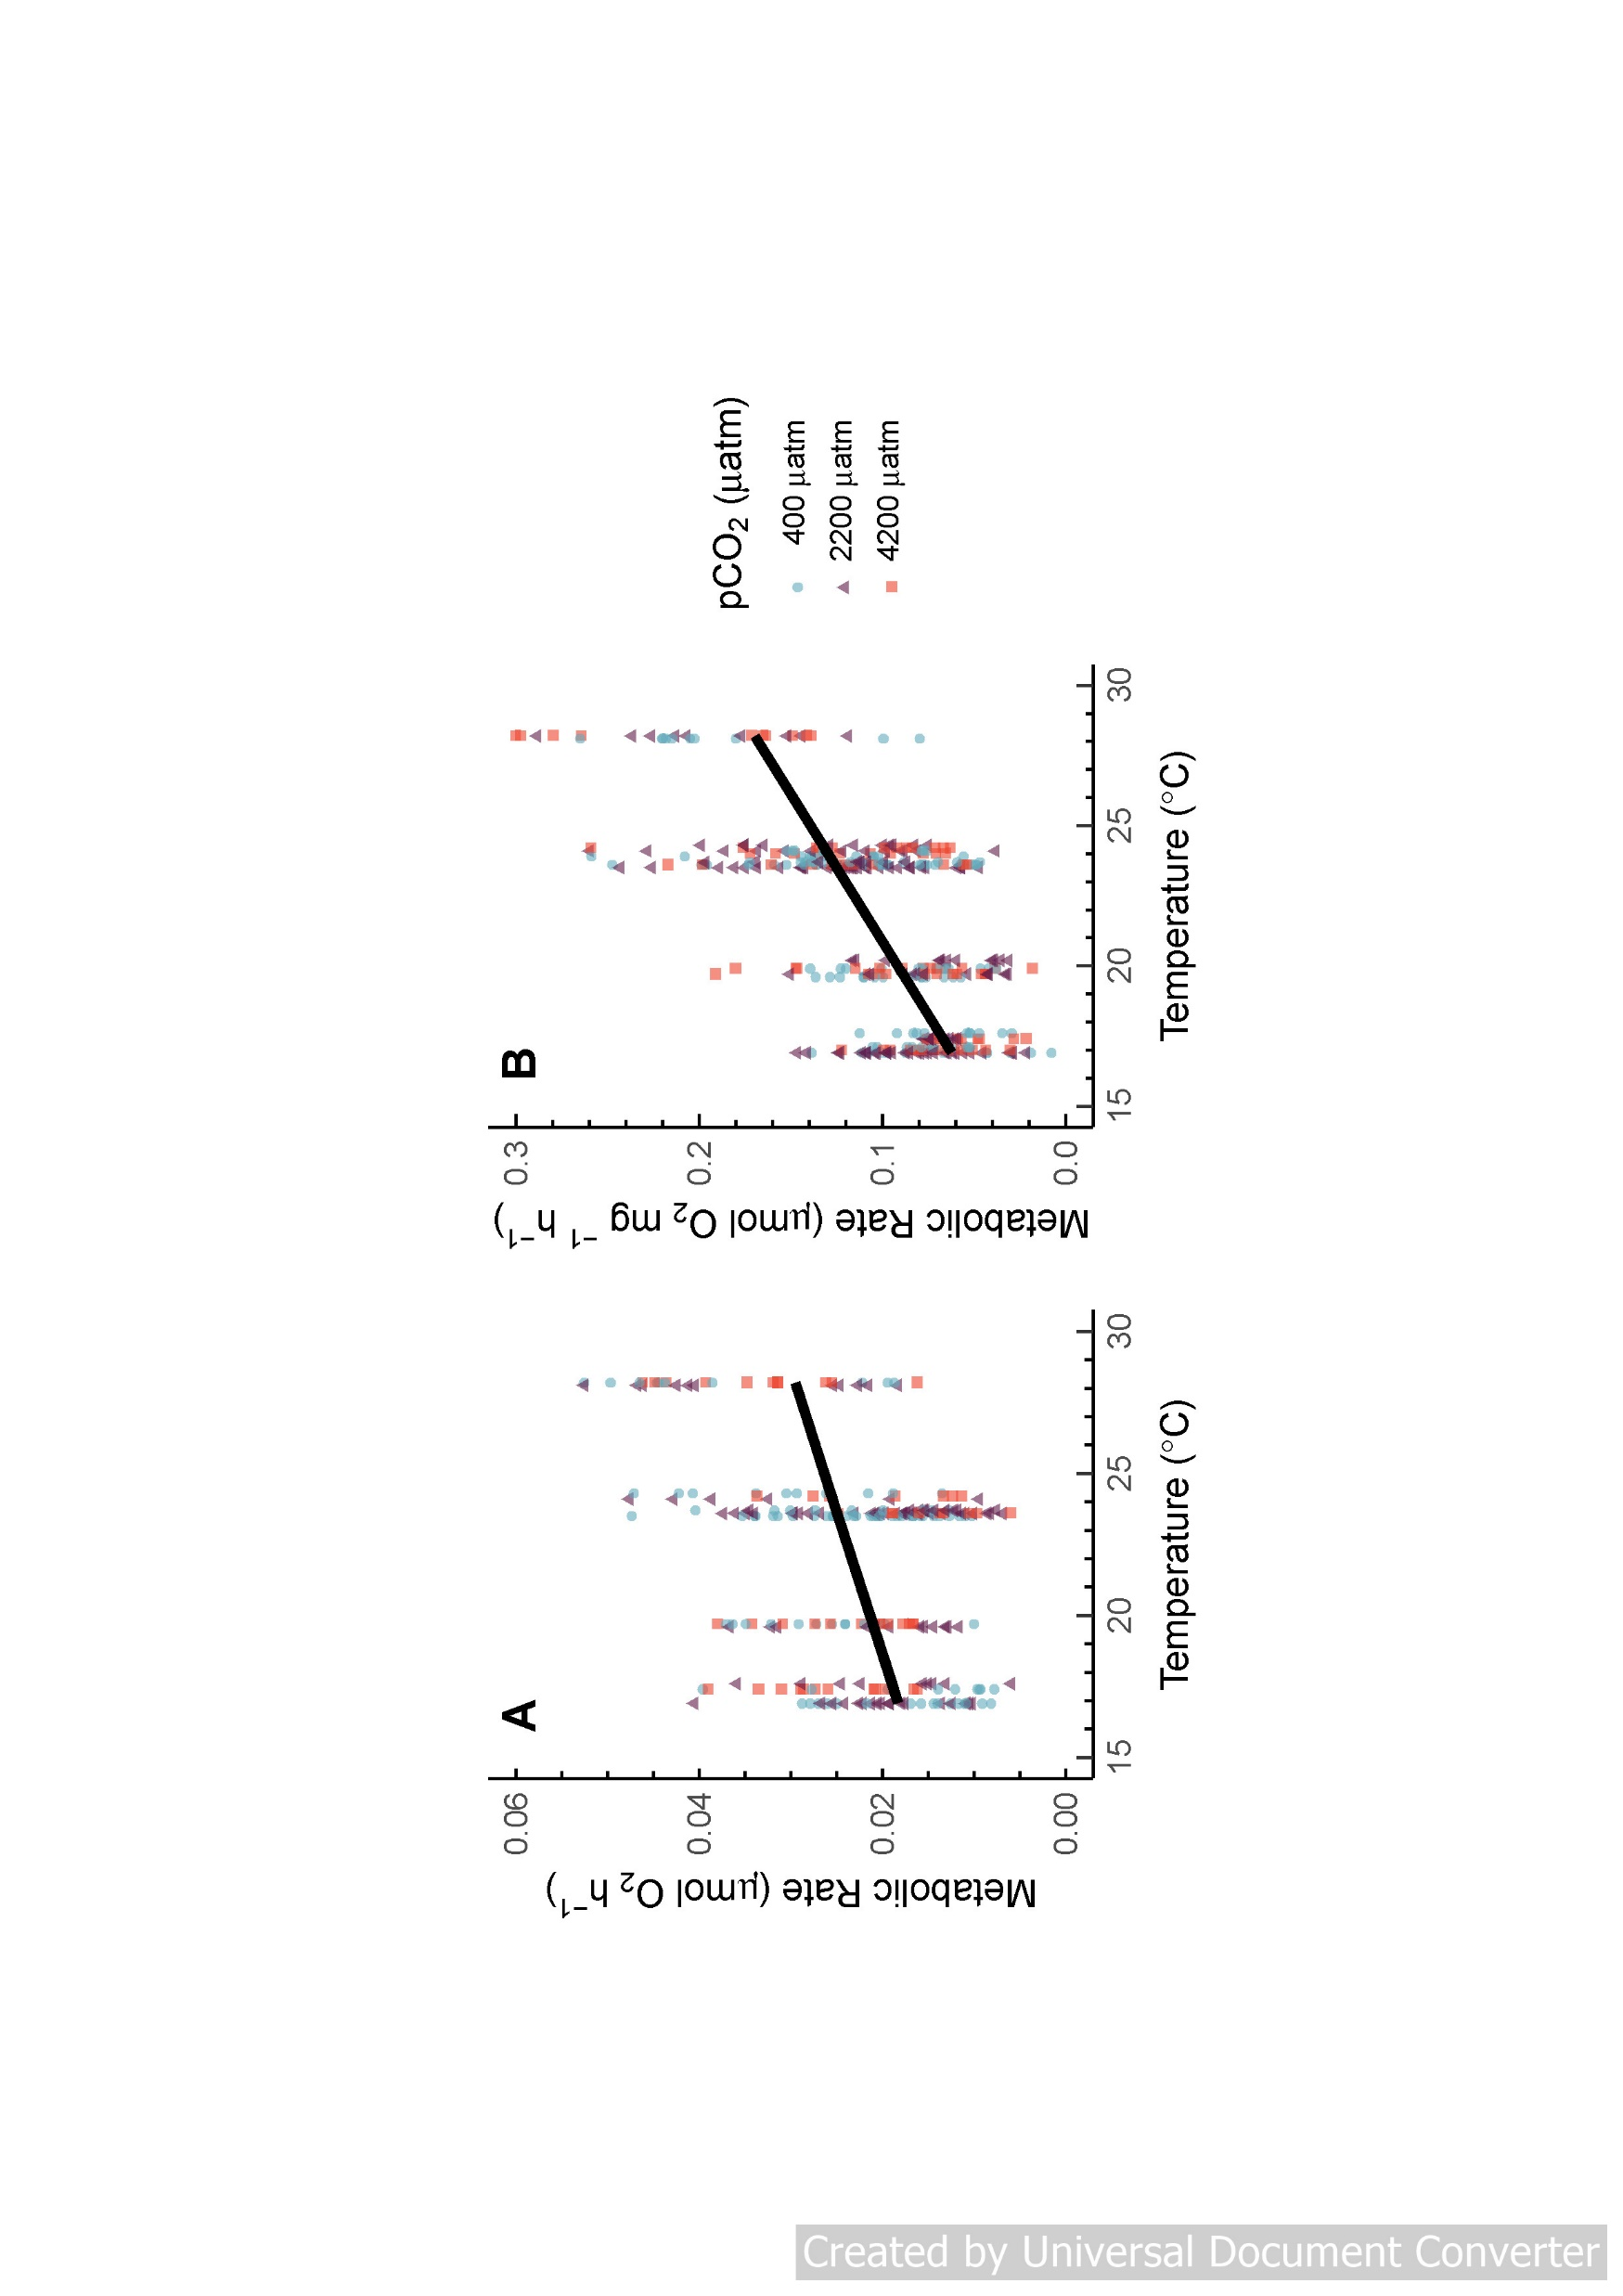 A
Metabolic Rate (μmol O₂ h⁻¹)
0.06
0.04
0.02
0.00
15 20 25 30
Temperature (°C)
B
Metabolic Rate (μmol O₂ mg⁻¹ h⁻¹)
0.3
0.2
0.1
0.0
15 20 25 30
Temperature (°C)
pCO₂ (μatm)
400 μatm
2200 μatm
4200 μatm
Created by Universal Document Converter